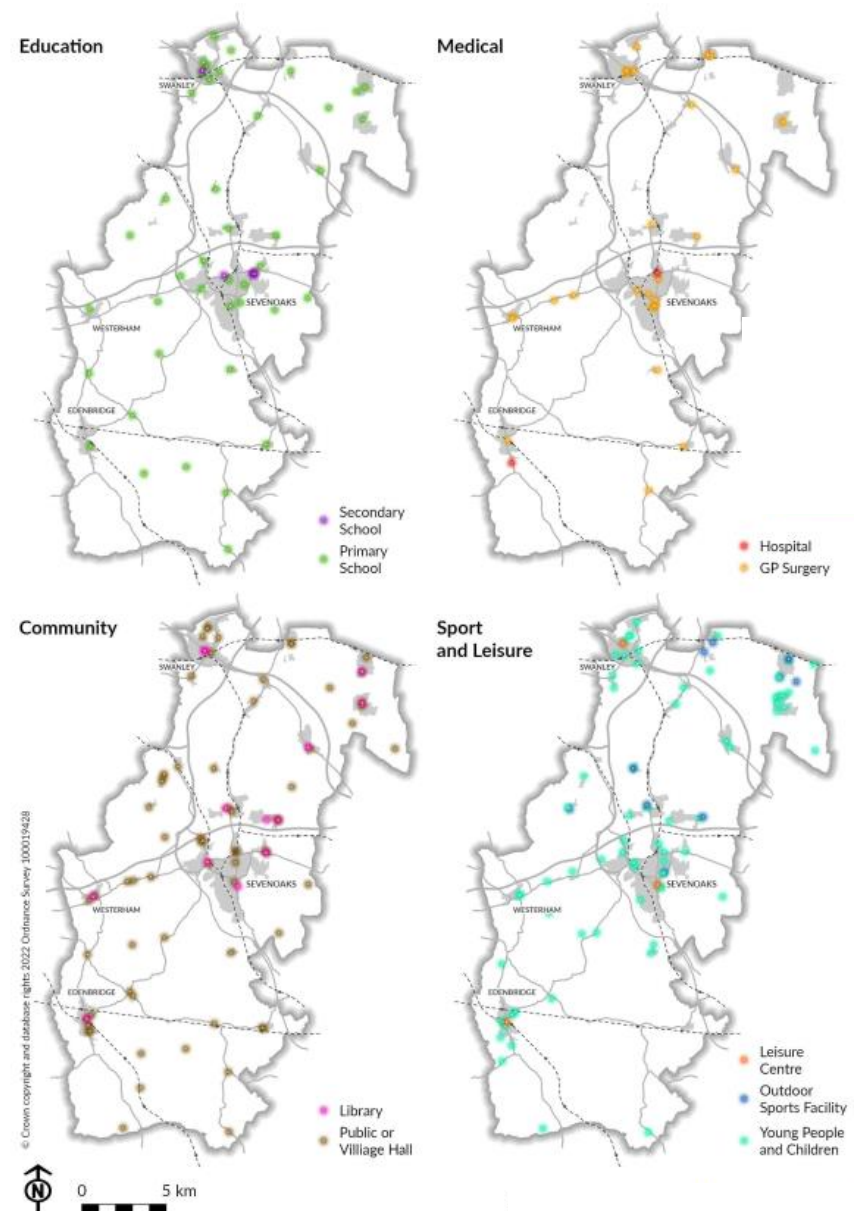 Education
SWANLEY
SEVENOAKS
WESTERHAM
EDENBRIDGE
Secondary
School
Primary
School
Medical
SWANLEY
SEVENOAKS
WESTERHAM
EDENBRIDGE
Hospital
GP Surgery
Community
SWANLEY
SEVENOAKS
WESTERHAM
EDENBRIDGE
Library
Public or
Villiage Hall
Sport
and Leisure
SWANLEY
SEVENOAKS
WESTERHAM
EDENBRIDGE
Leisure
Centre
Outdoor
Sports Facility
Young People
and Children
© Crown copyright and database rights 2022 Ordnance Survey 100019428
N
0 5 km